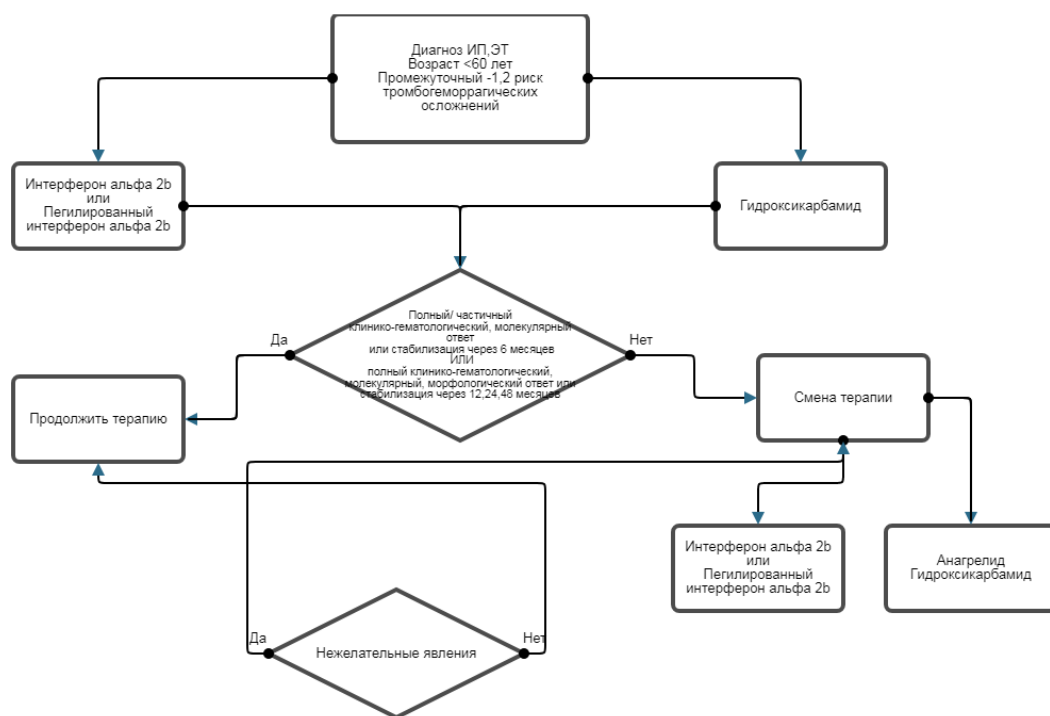 Диагноз ИП,ЭТ
Возраст <60 лет
Промежуточный -1,2 риск
тромбогеморрагических
осложнений
Интерферон альфа 2b
или
Пегилированный
интерферон альфа 2b
Гидроксикарбамид
Полный/ частичный
клинико-гематологический, молекулярный
ответ
или стабилизация через 6 месяцев
ИЛИ
полный клинико-гематологический,
молекулярный, морфологический ответ или
стабилизация через 12,24,48 месяцев
Да
Нет
Продолжить терапию
Смена терапии
Интерферон альфа 2b
или
Пегилированный
интерферон альфа 2b
Анагрелид
Гидроксикарбамид
Да
Нет
Нежелательные явления